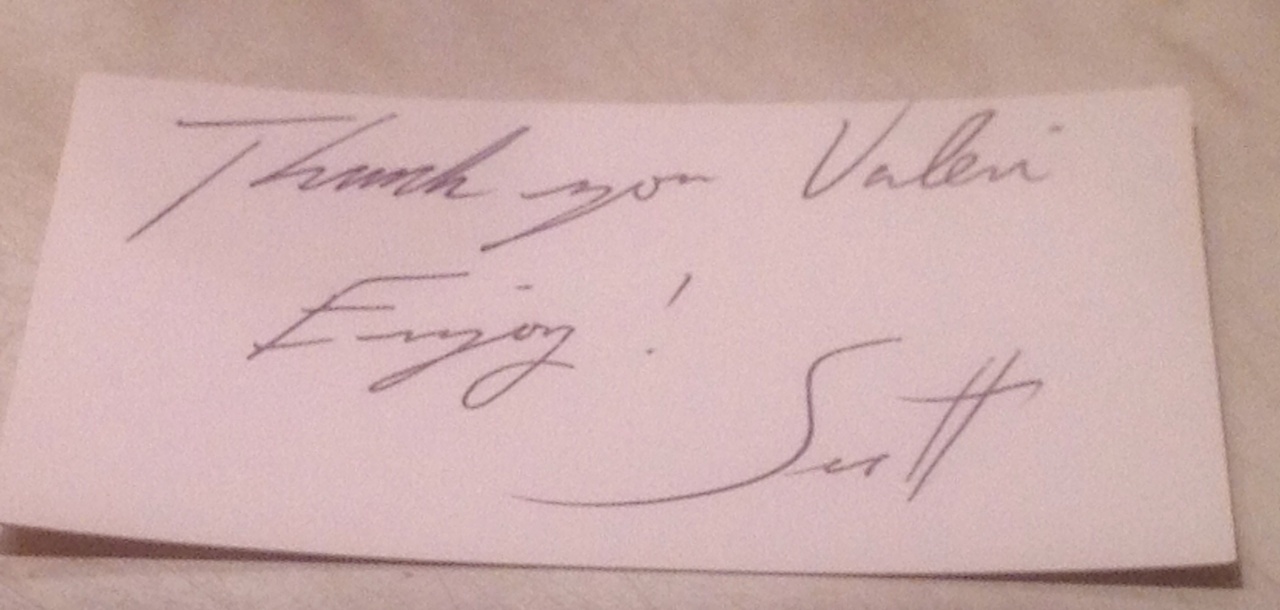 Thank you Valeri
Enjoy!
Scott